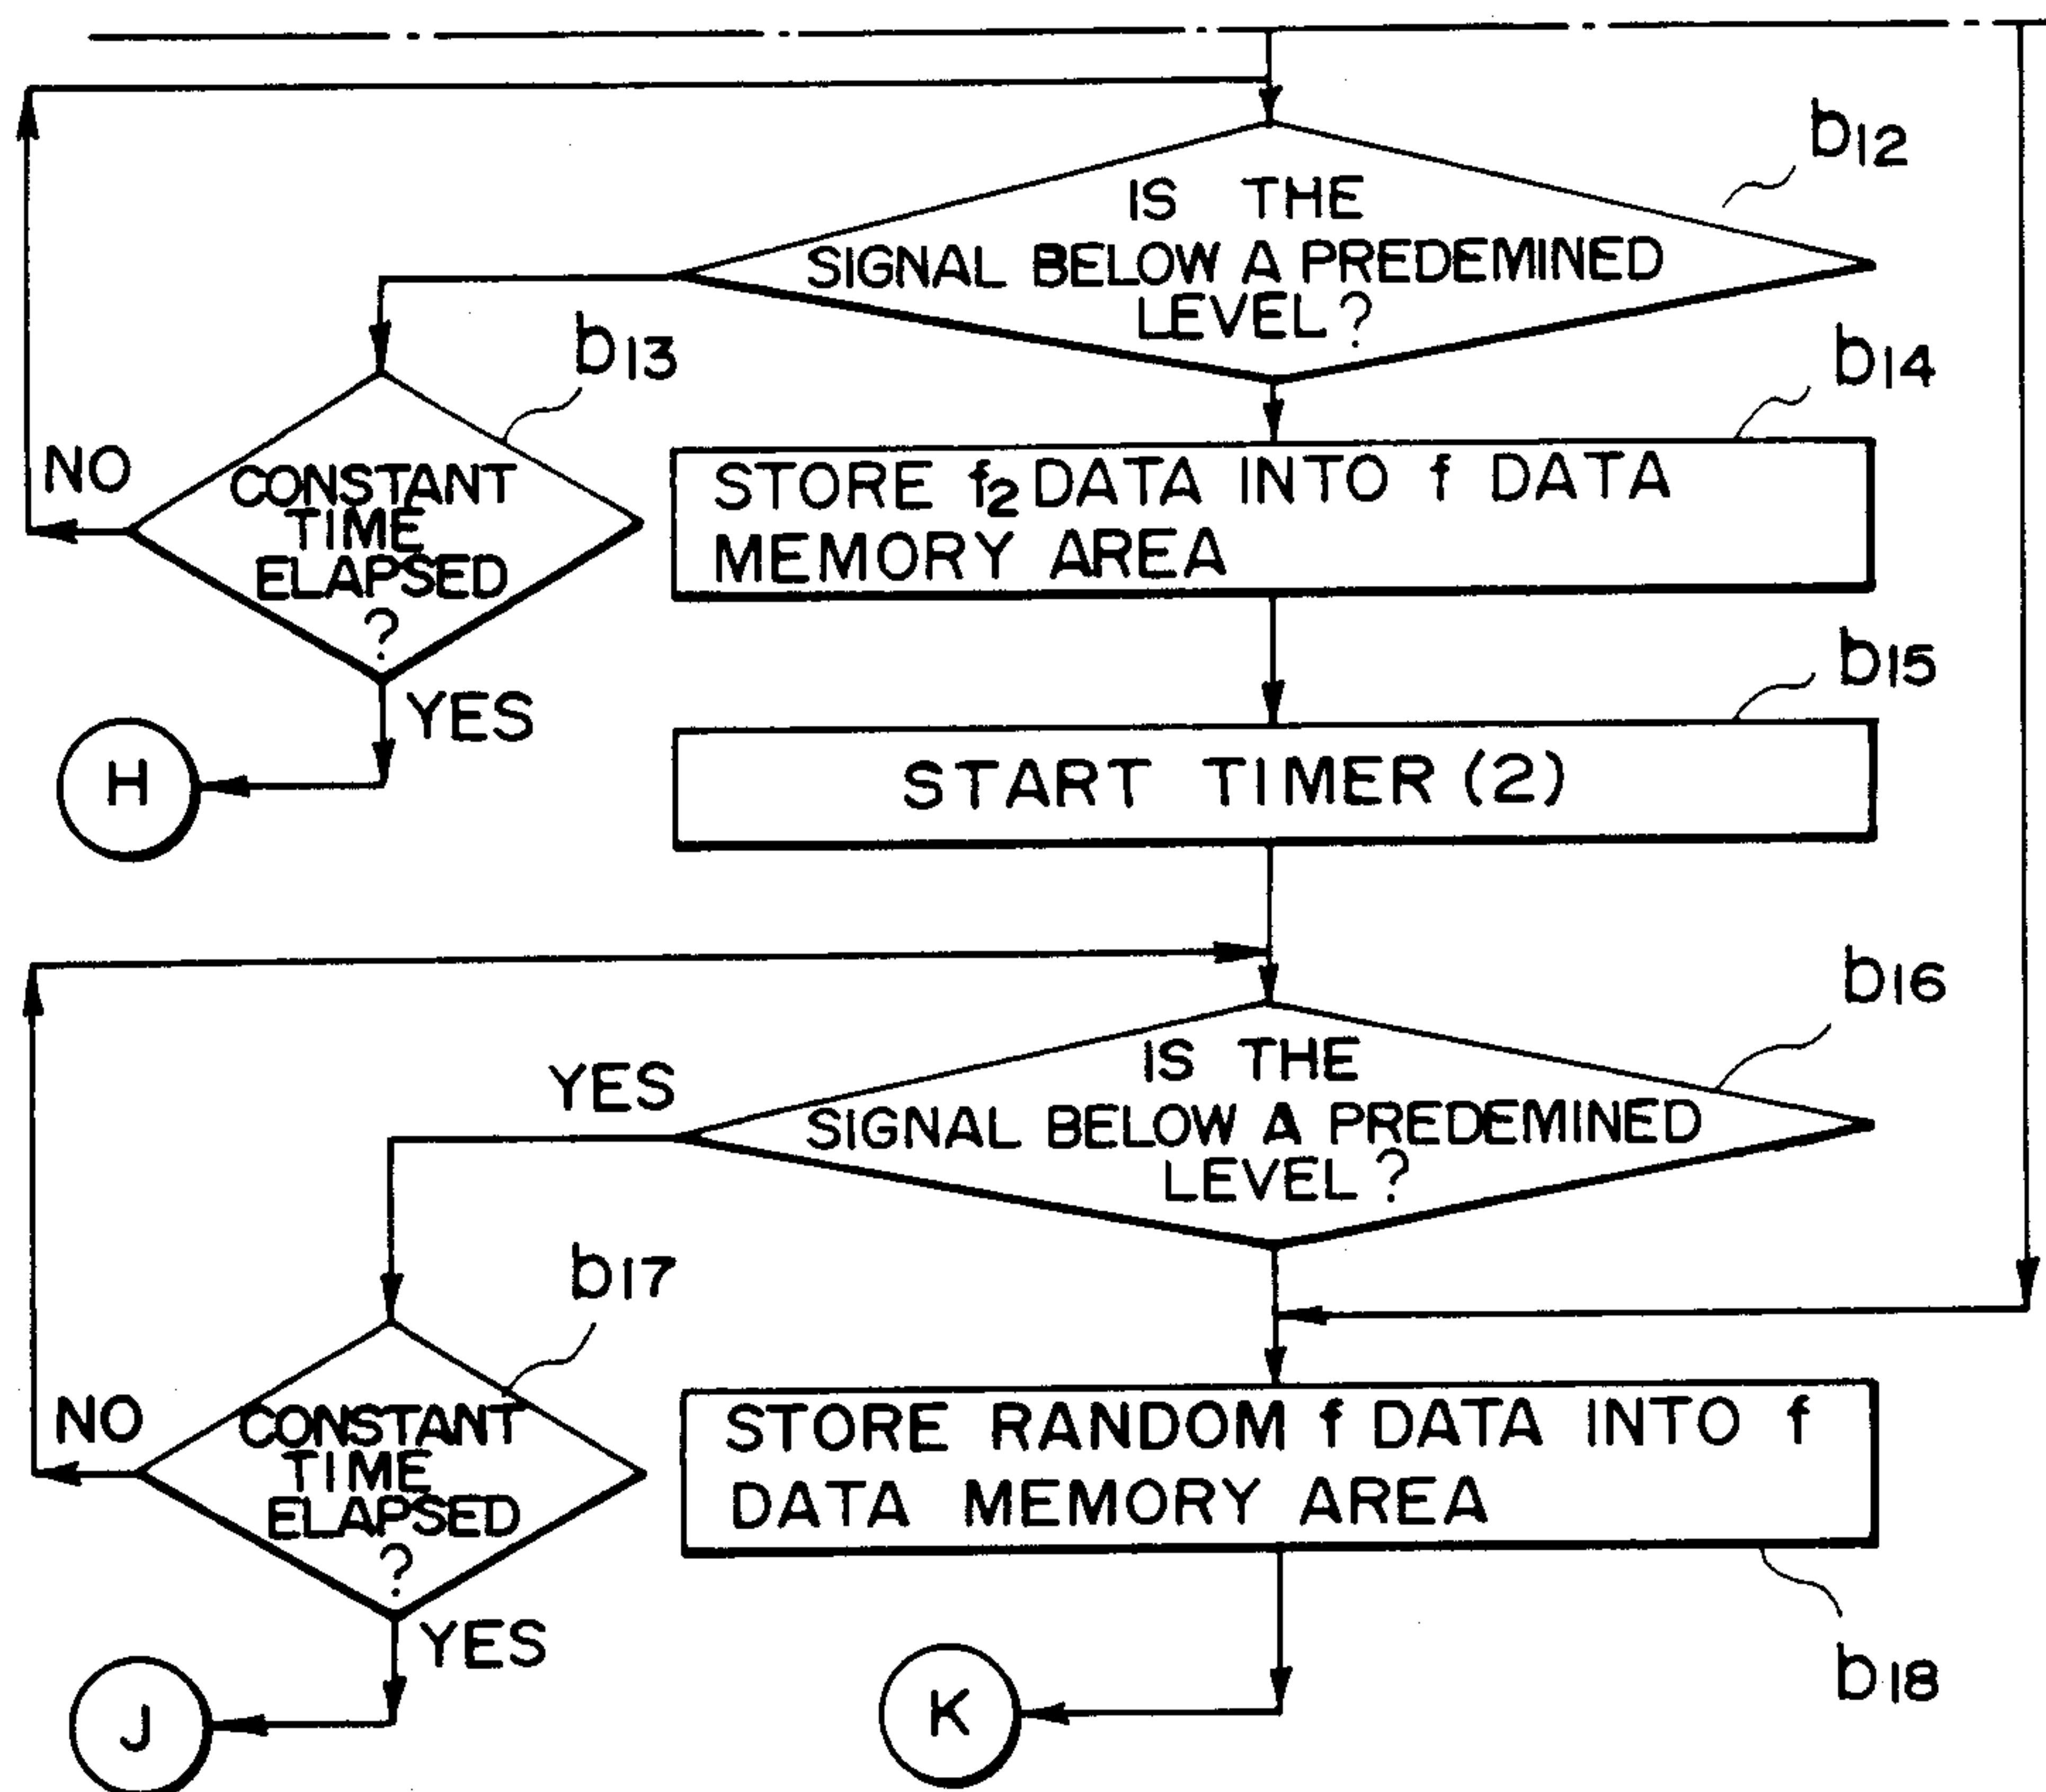 b12
IS THE
SIGNAL BELOW A PREDEMINED
LEVEL ?
b13
NO
CONSTANT
TIME
ELAPSED
?
YES
H
b14
STORE f2 DATA INTO f DATA
MEMORY AREA
b15
START TIMER (2)
b16
YES
IS THE
SIGNAL BELOW A PREDEMINED
LEVEL ?
b17
NO
CONSTANT
TIME
ELAPSED
?
YES
J
STORE RANDOM f DATA INTO f
DATA MEMORY AREA
b18
K